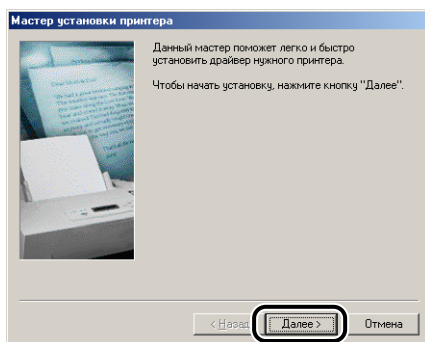 Мастер установки принтера
Данный мастер поможет легко и быстро
установить драйвер нужного принтера.
Чтобы начать установку, нажмите кнопку "Далее".
< Назад Далее > Отмена